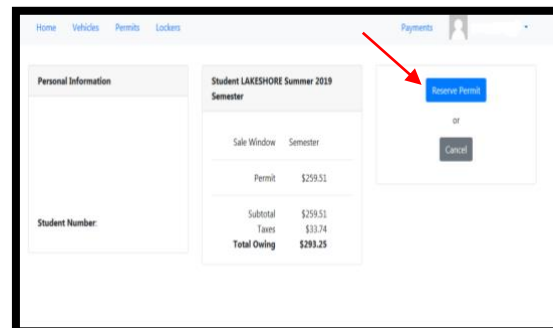 Home Vehicles Permits Lockers Payments
Personal Information
Student Number:
Student LAKESHORE Summer 2019
Semester
Sale Window Semester
Permit $259.51
Subtotal $259.51
Taxes $33.74
Total Owing $293.25
Reserve Permit
or
Cancel